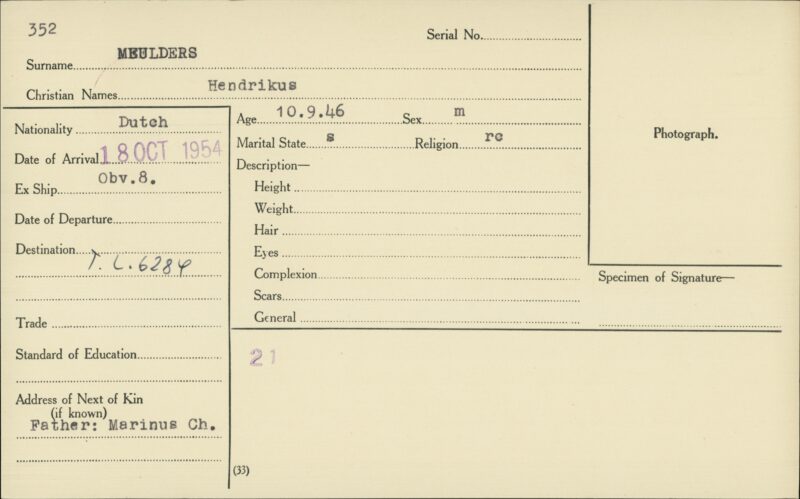 352
Serial No.
Surname MEULDERS
Christian Names Hendrikus
Nationality Dutch
Date of Arrival 18 OCT 1954
Ex Ship Obv.8.
Date of Departure
Destination T. C. 6284
Trade
Standard of Education
Address of Next of Kin
(if known)
Father: Marinus Ch.
Age 10.9.46 Sex m
Marital State s Religion rc
Description—
Height
Weight
Hair
Eyes
Complexion
Scars
General
21
(33)
Photograph.
Specimen of Signature—